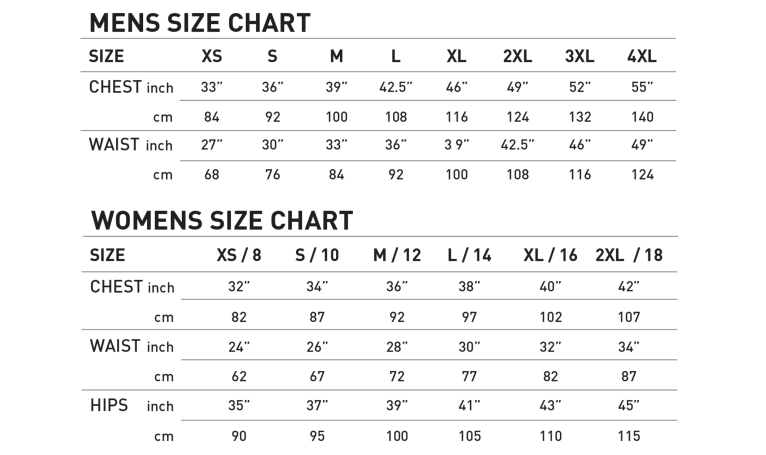 MENS SIZE CHART
SIZE XS S M L XL 2XL 3XL 4XL
CHEST inch 33” 36” 39” 42.5” 46” 49” 52” 55”
cm 84 92 100 108 116 124 132 140
WAIST inch 27” 30” 33” 36” 3 9” 42.5” 46” 49”
cm 68 76 84 92 100 108 116 124
WOMENS SIZE CHART
SIZE XS / 8 S / 10 M / 12 L / 14 XL / 16 2XL / 18
CHEST inch 32” 34” 36” 38” 40” 42”
cm 82 87 92 97 102 107
WAIST inch 24” 26” 28” 30” 32” 34”
cm 62 67 72 77 82 87
HIPS inch 35” 37” 39” 41” 43” 45”
cm 90 95 100 105 110 115